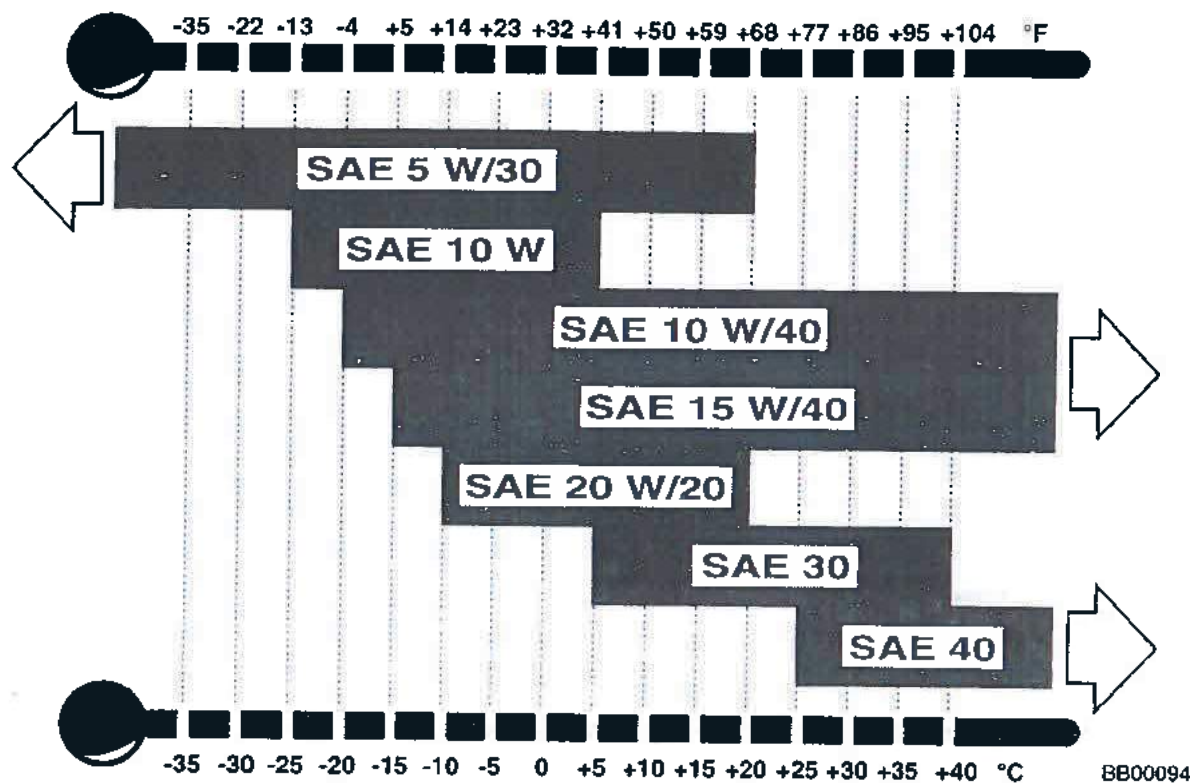 -35 -22 -13 -4 +5 +14 +23 +32 +41 +50 +59 +68 +77 +86 +95 +104 °F
SAE 5 W/30
SAE 10 W
SAE 10 W/40
SAE 15 W/40
SAE 20 W/20
SAE 30
SAE 40
-35 -30 -25 -20 -15 -10 -5 0 +5 +10 +15 +20 +25 +30 +35 +40 °C
BB00094